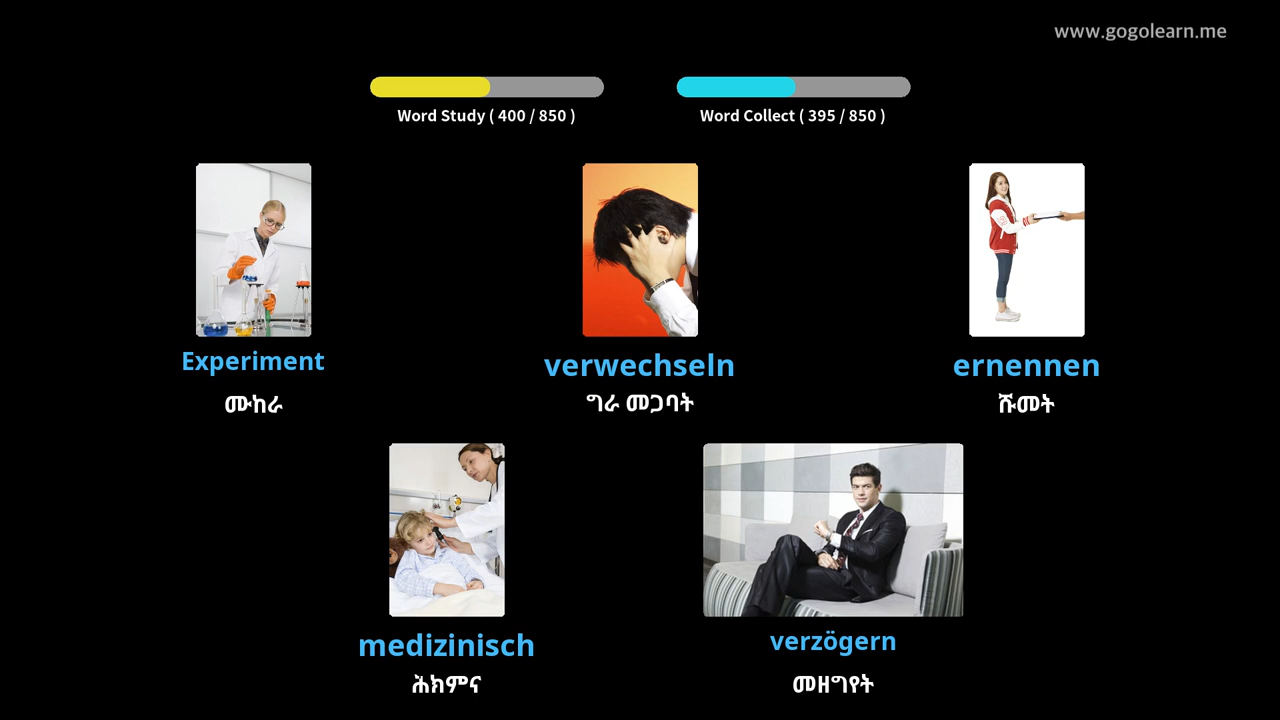 www.gogolearn.me
Word Study ( 400 / 850 )
Word Collect ( 395 / 850 )
Experiment
ሙከራ
verwechseln
ግራ መጋባት
ernennen
ሹመት
medizinisch
ሕክምና
verzögern
መዘግየት